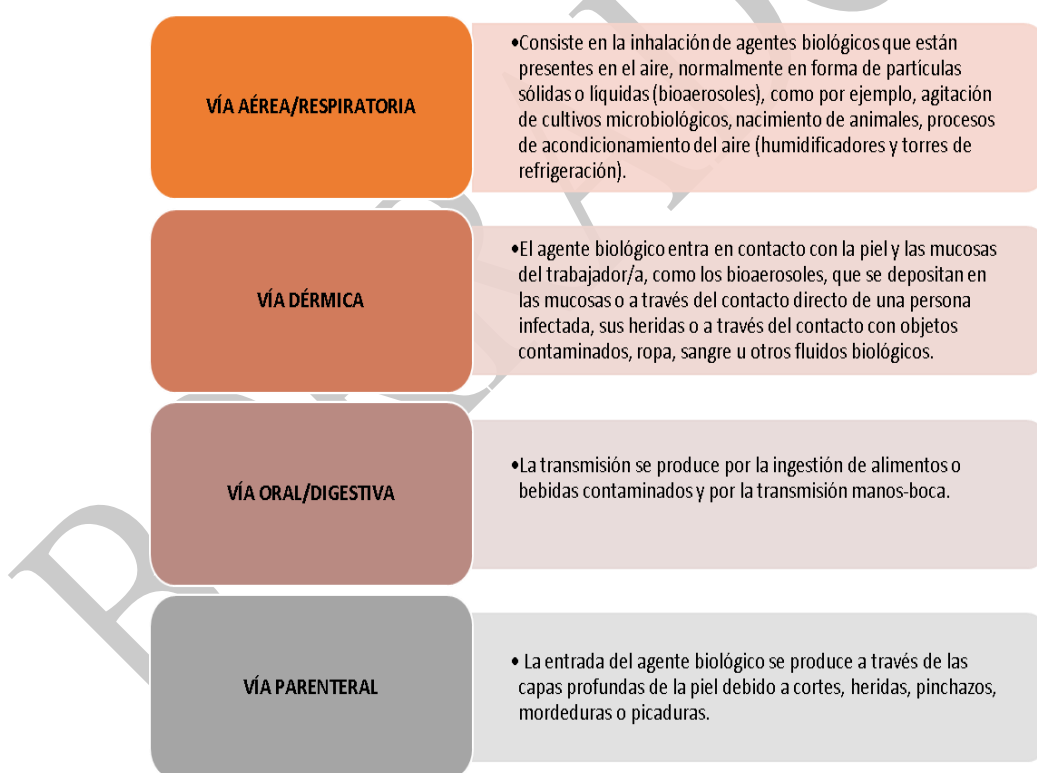 VÍA AÉREA/RESPIRATORIA
•Consiste en la inhalación de agentes biológicos que están
presentes en el aire, normalmente en forma de partículas
sólidas o líquidas (bioaerosoles), como por ejemplo, agitación
de cultivos microbiológicos, nacimiento de animales, procesos
de acondicionamiento del aire (humidificadores y torres de
refrigeración).
VÍA DÉRMICA
•El agente biológico entra en contacto con la piel y las mucosas
del trabajador/a, como los bioaerosoles, que se depositan en
las mucosas o a través del contacto directo de una persona
infectada, sus heridas o a través del contacto con objetos
contaminados, ropa, sangre u otros fluidos biológicos.
VÍA ORAL/DIGESTIVA
•La transmisión se produce por la ingestión de alimentos o
bebidas contaminados y por la transmisión manos-boca.
VÍA PARENTERAL
• La entrada del agente biológico se produce a través de las
capas profundas de la piel debido a cortes, heridas, pinchazos,
mordeduras o picaduras.